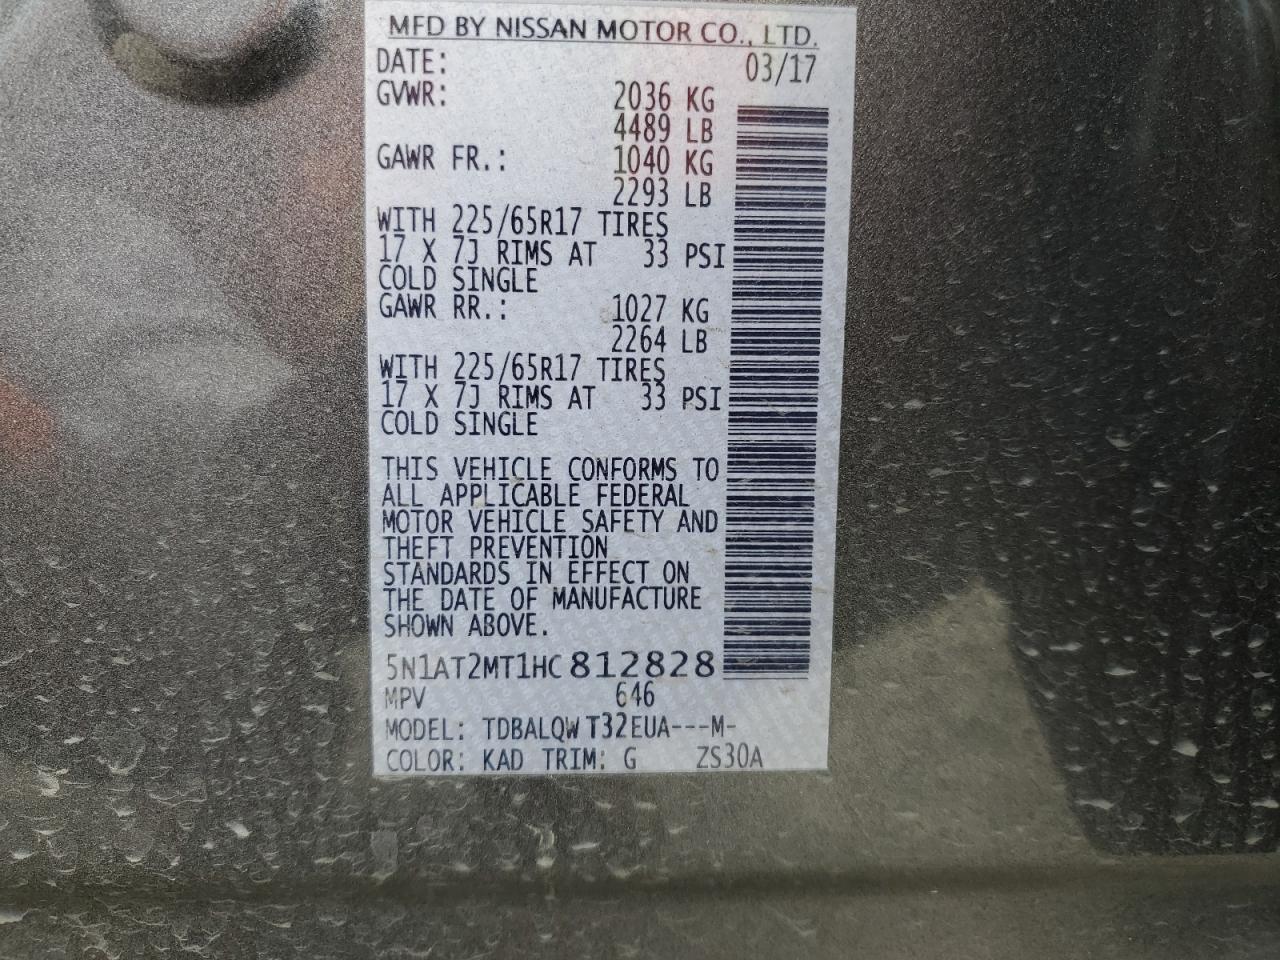 MFD BY NISSAN MOTOR CO., LTD.
DATE: 03/17
GVWR: 2036 KG
4489 LB
GAWR FR.: 1040 KG
2293 LB
WITH 225/65R17 TIRES
17 X 7J RIMS AT 33 PSI
COLD SINGLE
GAWR RR.: 1027 KG
2264 LB
WITH 225/65R17 TIRES
17 X 7J RIMS AT 33 PSI
COLD SINGLE
THIS VEHICLE CONFORMS TO
ALL APPLICABLE FEDERAL
MOTOR VEHICLE SAFETY AND
THEFT PREVENTION
STANDARDS IN EFFECT ON
THE DATE OF MANUFACTURE
SHOWN ABOVE.
5N1AT2MT1HC812828
MPV 646
MODEL: TDBALQW T32EUA---M-
COLOR: KAD TRIM: G ZS30A